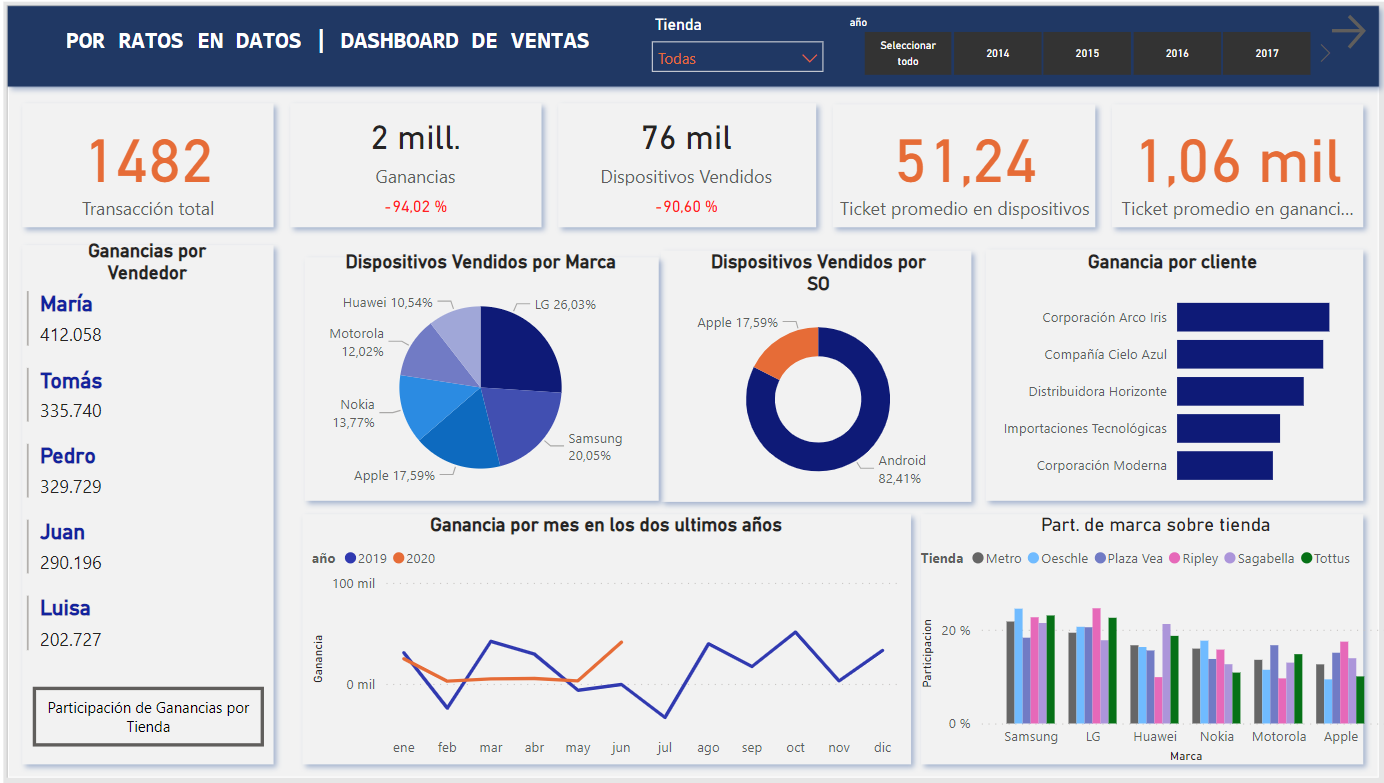 POR RATOS EN DATOS | DASHBOARD DE VENTAS
Tienda
Todas
año
Seleccionar
todo
2014
2015
2016
2017
1482
Transacción total
2 mill.
Ganancias
-94,02 %
76 mil
Dispositivos Vendidos
-90,60 %
51,24
Ticket promedio en dispositivos
1,06 mil
Ticket promedio en gananci...
Ganancias por
Vendedor
María
412.058
Tomás
335.740
Pedro
329.729
Juan
290.196
Luisa
202.727
Participación de Ganancias por
Tienda
Dispositivos Vendidos por Marca
Huawei 10,54%
LG 26,03%
Motorola
12,02%
Nokia
13,77%
Samsung
20,05%
Apple 17,59%
Dispositivos Vendidos por
SO
Apple 17,59%
Android
82,41%
Ganancia por cliente
Corporación Arco Iris
Compañía Cielo Azul
Distribuidora Horizonte
Importaciones Tecnológicas
Corporación Moderna
Ganancia por mes en los dos ultimos años
año 2019 2020
100 mil
0 mil
Ganancia
ene feb mar abr may jun jul ago sep oct nov dic
Part. de marca sobre tienda
Tienda Metro Oeschle Plaza Vea Ripley Sagabella Tottus
20 %
0 %
Participacion
Samsung LG Huawei Nokia Motorola Apple
Marca